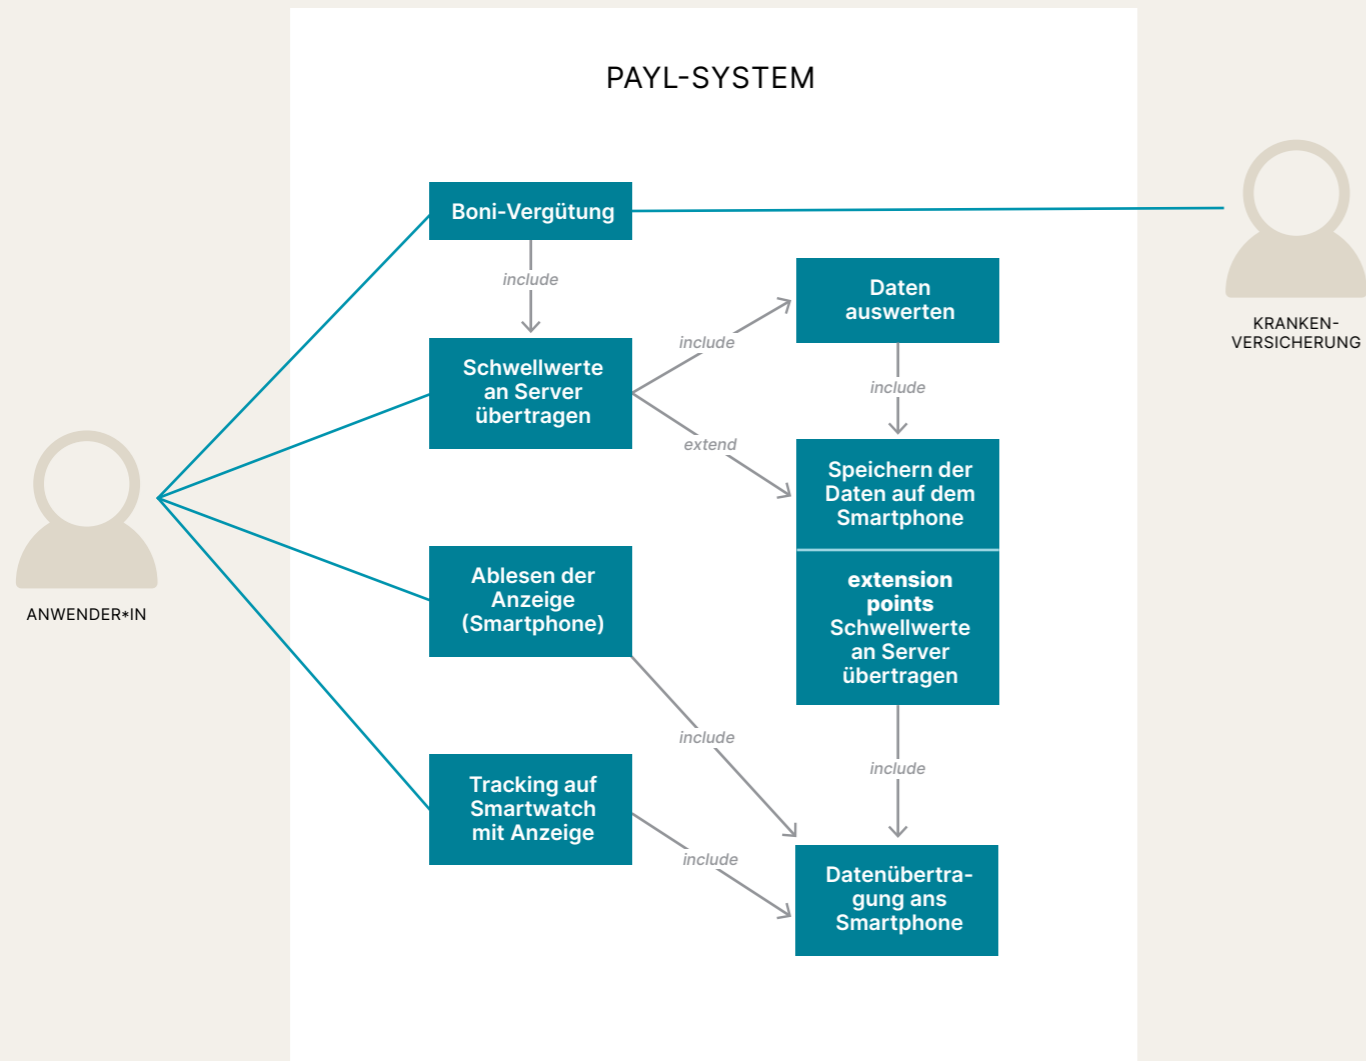 PAYL-SYSTEM
Boni-Vergütung
include
Daten
auswerten
KRANKEN-
VERSICHERUNG
include
Schwellwerte
an Server
übertragen
include
extend
Speichern der
Daten auf dem
Smartphone
extension
points
Schwellwerte
an Server
übertragen
Ablesen der
Anzeige
(Smartphone)
ANWENDER*IN
include
include
Tracking auf
Smartwatch
mit Anzeige
include
Datenübertra-
gung ans
Smartphone